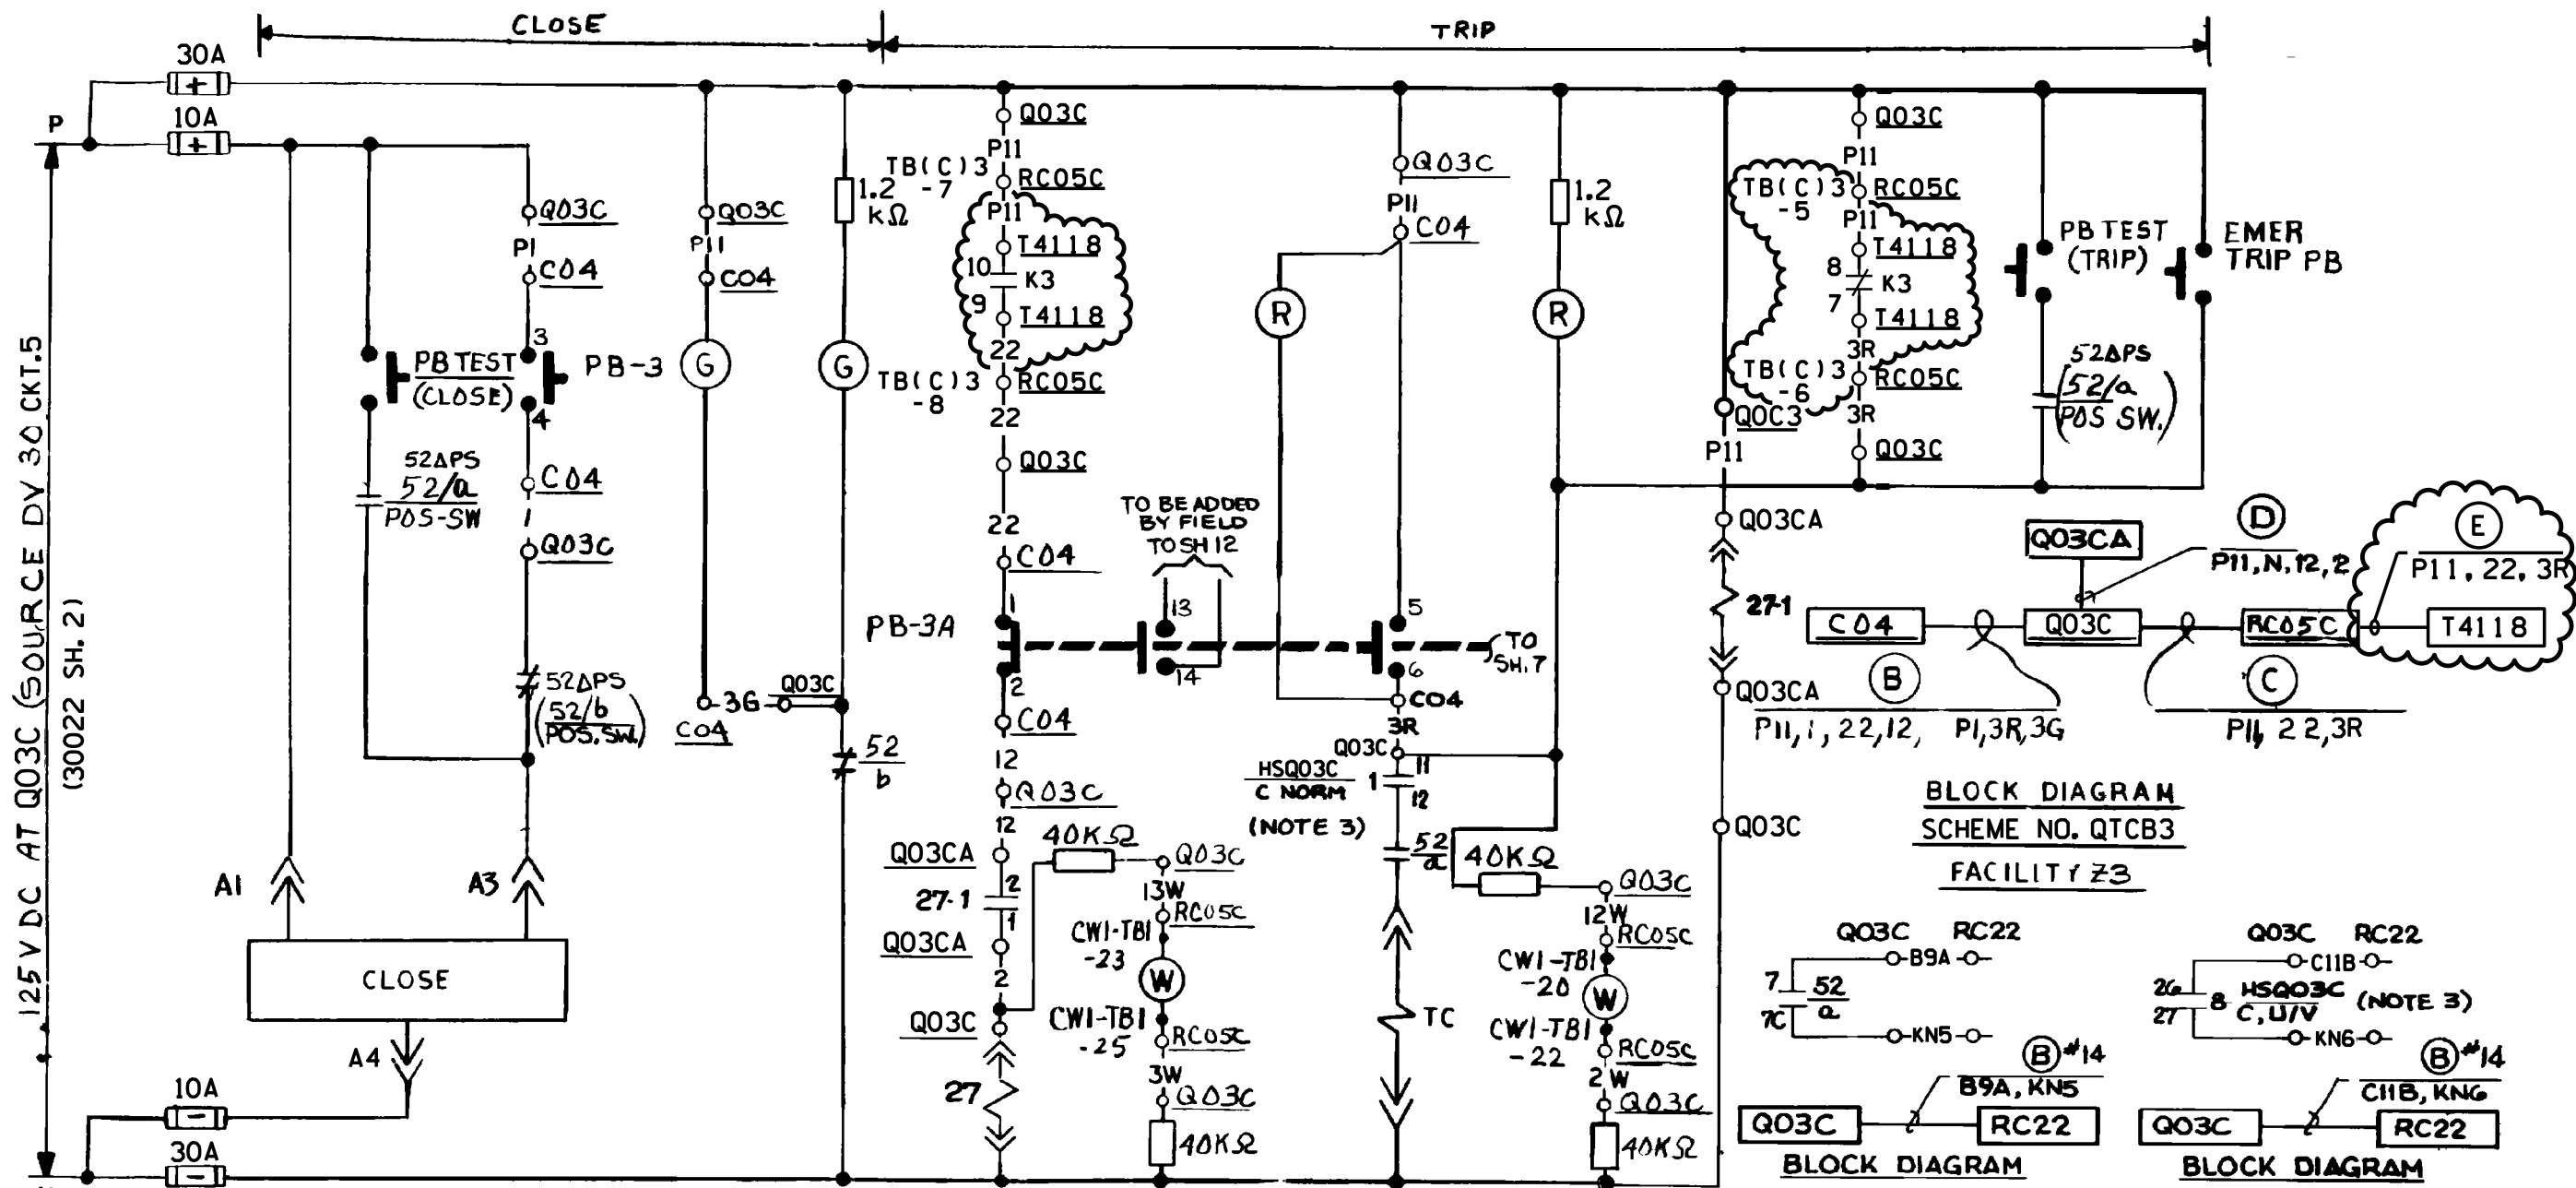 CLOSE
TRIP
30A
+
10A
+
P
125 V DC AT Q03C (SOURCE DV 30 CKT.5
(30022 SH. 2)
Q03C
P1
C04
3
PB TEST
(CLOSE)
PB-3
4
52ΔPS
52/a
POS-SW
C04
1
Q03C
52ΔPS
(52/b
POS. SW.)
A1
A3
CLOSE
A4
10A
-
30A
-
Q03C
P11
C04
G
1.2
kΩ
G
C04
3G
Q03C
52
b
Q03C
P11
TB(C)3
-7
RC05C
P11
T4118
10
K3
9
T4118
22
TB(C)3
-8
RC05C
22
Q03C
22
C04
PB-3A
1
2
C04
12
Q03C
12
Q03CA
2
27-1
1
Q03CA
2
Q03C
27
40KΩ
Q03C
13W
RC05C
CW1-TB1
-23
W
CW1-TB1
-25
RC05C
3W
Q03C
40KΩ
TO BE ADDED
BY FIELD
TO SH 12
13
14
Q03C
P11
C04
R
5
6
TO
SH.7
C04
3R
Q03C
HSQ03C
C NORM
(NOTE 3)
1
11
12
52
a
TC
1.2
kΩ
R
40KΩ
Q03C
12W
RC05C
CW1-TB1
-20
W
CW1-TB1
-22
RC05C
2W
Q03C
40KΩ
Q0C3
P11
Q03CA
27-1
Q03CA
Q03C
Q03C
P11
TB(C)3
-5
RC05C
P11
T4118
8
K3
7
T4118
3R
TB(C)3
-6
RC05C
3R
Q03C
PB TEST
(TRIP)
52ΔPS
(52/a
POS SW.)
EMER
TRIP PB
Q03CA
D
P11, N, 12, 2
E
P11, 22, 3R
C04
Q03C
RC05C
T4118
B
P11, 1, 22, 12, P1, 3R, 3G
C
P11, 22, 3R
BLOCK DIAGRAM
SCHEME NO. QTCB3
FACILITY Z3
Q03C RC22
B9A
7
52
a
7C
KN5
B #14
B9A, KN5
Q03C
RC22
BLOCK DIAGRAM
Q03C RC22
C11B
26
8
27
HSQ03C
C, U/V
(NOTE 3)
KN6
B #14
C11B, KN6
Q03C
RC22
BLOCK DIAGRAM